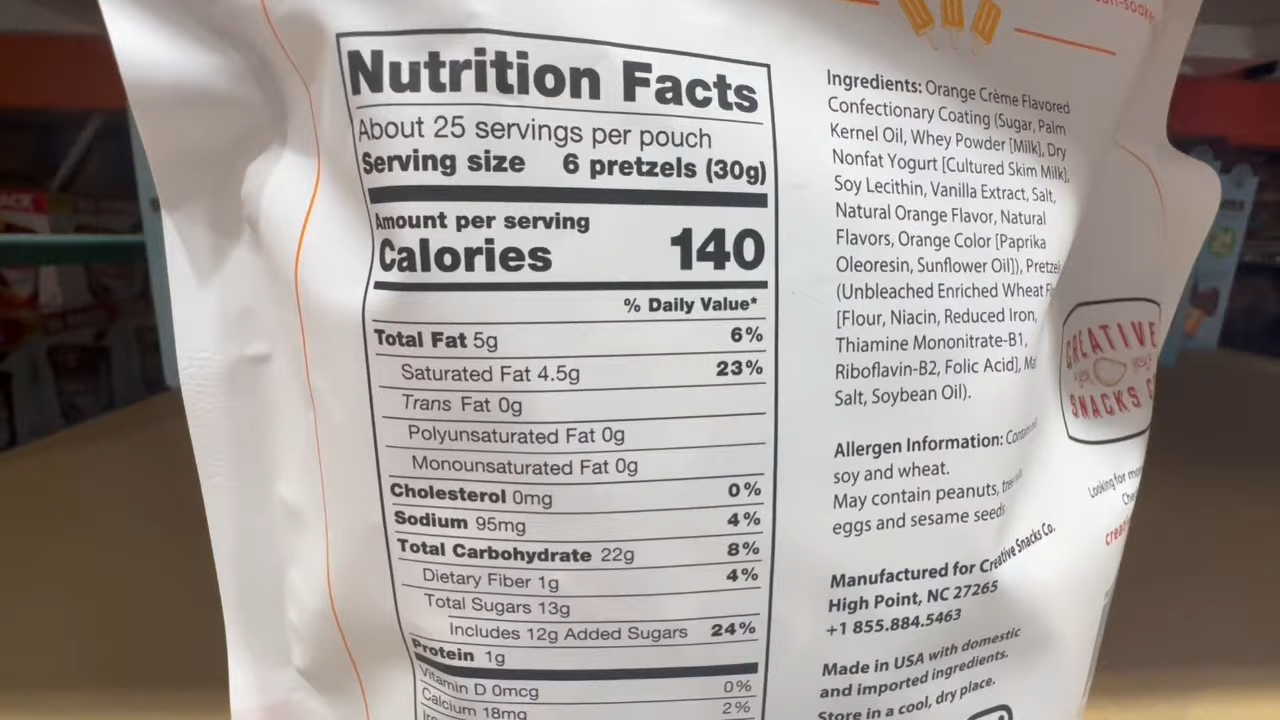 Nutrition Facts
About 25 servings per pouch
Serving size 6 pretzels (30g)
Amount per serving
Calories 140
% Daily Value*
Total Fat 5g 6%
Saturated Fat 4.5g 23%
Trans Fat 0g
Polyunsaturated Fat 0g
Monounsaturated Fat 0g
Cholesterol 0mg 0%
Sodium 95mg 4%
Total Carbohydrate 22g 8%
Dietary Fiber 1g 4%
Total Sugars 13g
Includes 12g Added Sugars 24%
Protein 1g
Vitamin D 0mcg 0%
Calcium 18mg 2%
Ingredients: Orange Crème Flavored
Confectionary Coating (Sugar, Palm
Kernel Oil, Whey Powder [Milk], Dry
Nonfat Yogurt [Cultured Skim Milk],
Soy Lecithin, Vanilla Extract, Salt,
Natural Orange Flavor, Natural
Flavors, Orange Color [Paprika
Oleoresin, Sunflower Oil]), Pretzels
(Unbleached Enriched Wheat
[Flour, Niacin, Reduced Iron,
Thiamine Mononitrate-B1,
Riboflavin-B2, Folic Acid],
Salt, Soybean Oil).
Allergen Information:
soy and wheat.
May contain peanuts,
eggs and sesame seeds
Manufactured for Creative Snacks Co.
High Point, NC 27265
+1 855.884.5463
Made in USA with domestic
and imported ingredients.
Store in a cool, dry place.
CREATIVE
SNACKS
Looking for